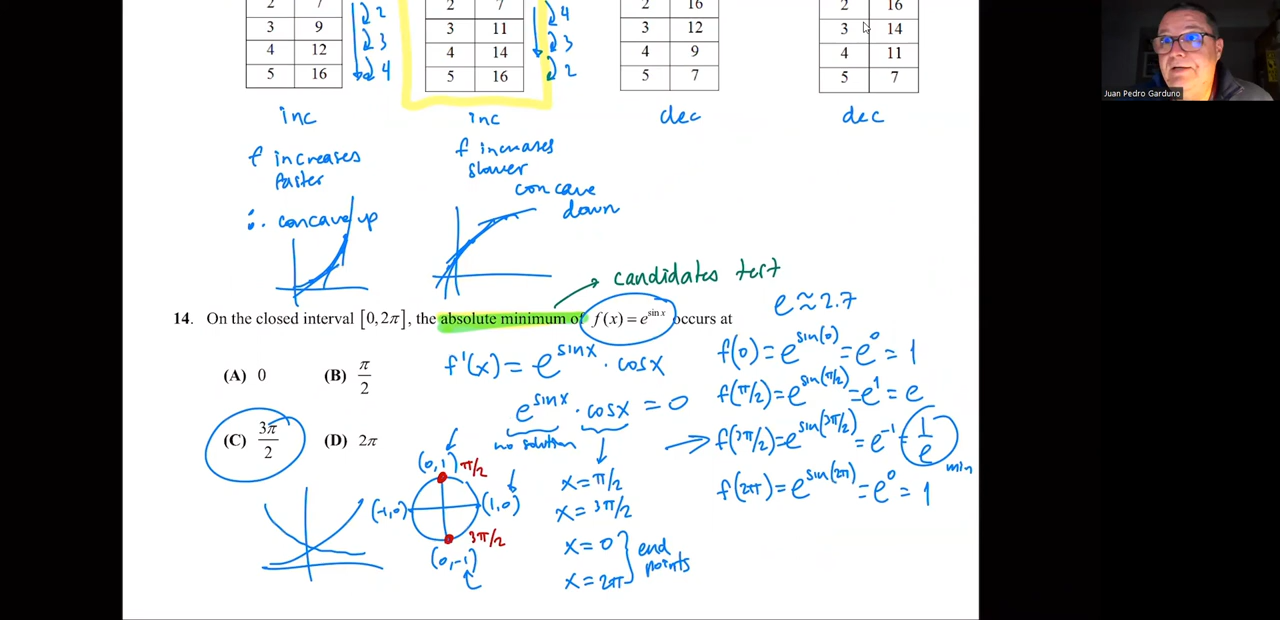 2 7
3 9
4 12
5 16
2
3
4
inc
f increases
faster
∴ concave up
2 7
3 11
4 14
5 16
4
3
2
inc
f increases
slower
concave
down
2 16
3 12
4 9
5 7
dec
2 16
3 14
4 11
5 7
dec
Juan Pedro Garduno
candidates test
14. On the closed interval [0, 2π], the absolute minimum of f(x) = e^{sin x} occurs at
(A) 0 (B) π/2
(C) 3π/2 (D) 2π
f'(x) = e^{sinx} · cosx
e^{sinx} · cosx = 0
no solution
x = π/2
x = 3π/2
x = 0
x = 2π
end
points
(0,1) π/2
(-1,0) (1,0)
3π/2
(0,-1)
e ≈ 2.7
f(0) = e^{sin(0)} = e^0 = 1
f(π/2) = e^{sin(π/2)} = e^1 = e
f(3π/2) = e^{sin(3π/2)} = e^{-1} = 1/e
min
f(2π) = e^{sin(2π)} = e^0 = 1